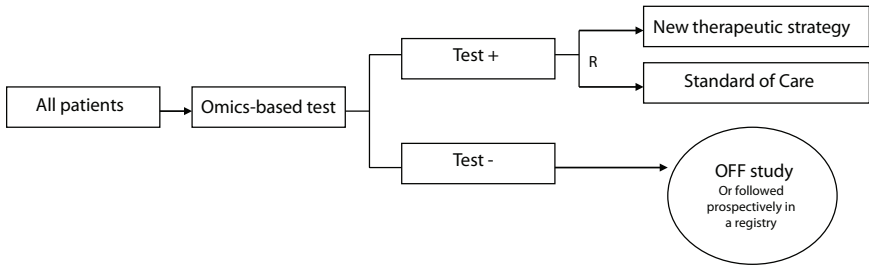 All patients
Omics-based test
Test +
R
New therapeutic strategy
Standard of Care
Test -
OFF study
Or followed
prospectively in
a registry